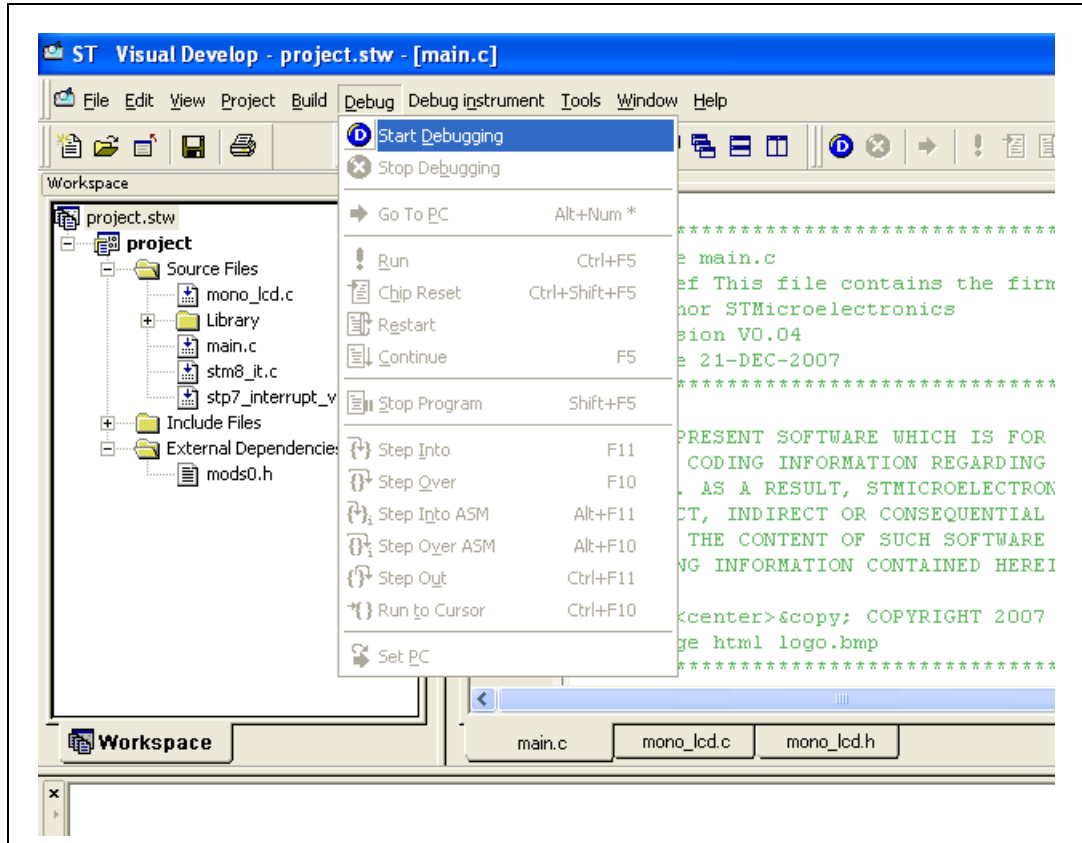 ST Visual Develop - project.stw - [main.c]
File Edit View Project Build Debug Debug instrument Tools Window Help
Workspace
project.stw
project
Source Files
mono_lcd.c
Library
main.c
stm8_it.c
stp7_interrupt_v
Include Files
External Dependencie
mods0.h
Workspace
Start Debugging
Stop Debugging
Go To PC Alt+Num *
Run Ctrl+F5
Chip Reset Ctrl+Shift+F5
Restart
Continue F5
Stop Program Shift+F5
Step Into F11
Step Over F10
Step Into ASM Alt+F11
Step Over ASM Alt+F10
Step Out Ctrl+F11
Run to Cursor Ctrl+F10
Set PC
******************************
e main.c
ef This file contains the firm
hor STMicroelectronics
sion V0.04
e 21-DEC-2007
******************************
PRESENT SOFTWARE WHICH IS FOR
CODING INFORMATION REGARDING
. AS A RESULT, STMICROELECTRON
CT, INDIRECT OR CONSEQUENTIAL
THE CONTENT OF SUCH SOFTWARE
NG INFORMATION CONTAINED HEREI
<center>&copy; COPYRIGHT 2007
ge html logo.bmp
******************************
main.c mono_lcd.c mono_lcd.h